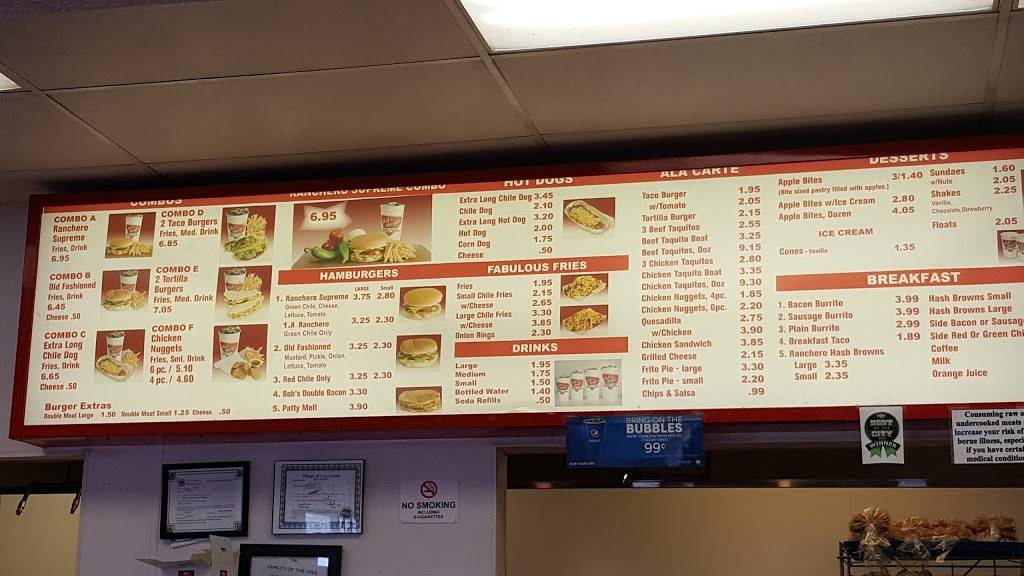 COMBOS
COMBO A
Ranchero
Supreme
Fries, Drink
6.95
COMBO B
Old Fashioned
Fries, Drink
6.45
Cheese .50
COMBO C
Extra Long
Chile Dog
Fries, Drink
6.65
Cheese .50
COMBO D
2 Taco Burgers
Fries, Med. Drink
6.85
COMBO E
2 Tortilla
Burgers
Fries, Med. Drink
7.05
COMBO F
Chicken
Nuggets
Fries, Sml. Drink
6 pc. / 5.10
4 pc. / 4.60
Burger Extras
Double Meat Large 1.50 Double Meat Small 1.25 Cheese .50
RANCHERO SUPREME COMBO
6.95
HAMBURGERS
LARGE Small
1. Ranchero Supreme 3.75 2.80
Green Chile, Cheese,
Lettuce, Tomato
1.A Ranchero 3.25 2.30
Green Chile Only
2. Old Fashioned 3.25 2.30
Mustard, Pickle, Onion,
Lettuce, Tomato
3. Red Chile Only 3.25 2.30
4. Bob's Double Bacon 3.30
5. Patty Melt 3.90
HOT DOGS
Extra Long Chile Dog 3.45
Chile Dog 2.10
Extra Long Hot Dog 3.20
Hot Dog 2.00
Corn Dog 1.75
Cheese .50
FABULOUS FRIES
Fries 1.95
Small Chile Fries 2.15
w/Cheese 2.65
Large Chile Fries 3.30
w/Cheese 3.85
Onion Rings 2.30
DRINKS
Large 1.95
Medium 1.75
Small 1.50
Bottled Water 1.40
Soda Refills .50
ALA CARTE
Taco Burger 1.95
w/Tomato 2.05
Tortilla Burger 2.15
3 Beef Taquitos 2.55
Beef Taquito Boat 3.25
Beef Taquitos, Doz 9.15
3 Chicken Taquitos 2.80
Chicken Taquito Boat 3.35
Chicken Taquitos, Doz 9.30
Chicken Nuggets, 4pc. 1.85
Chicken Nuggets, 6pc. 2.20
Quesadilla 2.75
w/Chicken 3.90
Chicken Sandwich 3.85
Grilled Cheese 2.15
Frito Pie - large 3.30
Frito Pie - small 2.20
Chips & Salsa .99
DESSERTS
Apple Bites 3/1.40
(Bite sized pastry filled with apples.)
Apple Bites w/Ice Cream 2.80
Apple Bites, Dozen 4.05
ICE CREAM
Cones - Vanilla 1.35
Sundaes 1.60
w/Nuts 2.05
Shakes 2.25
Vanilla,
Chocolate,Strawberry
Floats 2.05
BREAKFAST
1. Bacon Burrito 3.99
2. Sausage Burrito 3.99
3. Plain Burrito 2.99
4. Breakfast Taco 1.89
5. Ranchero Hash Browns
Large 3.35
Small 2.35
Hash Browns Small
Hash Browns Large
Side Bacon or Sausag
Side Red Or Green Chi
Coffee
Milk
Orange Juice
BRING ON THE
BUBBLES
99¢
pepsi
BEST
OF THE
CITY
WINNER
Consuming raw o
undercooked meats
increase your risk of
borne illness, especi
if you have certai
medical conditio
NO SMOKING
INCLUDING
E-CIGARETTES
CAPACITY OF THIS